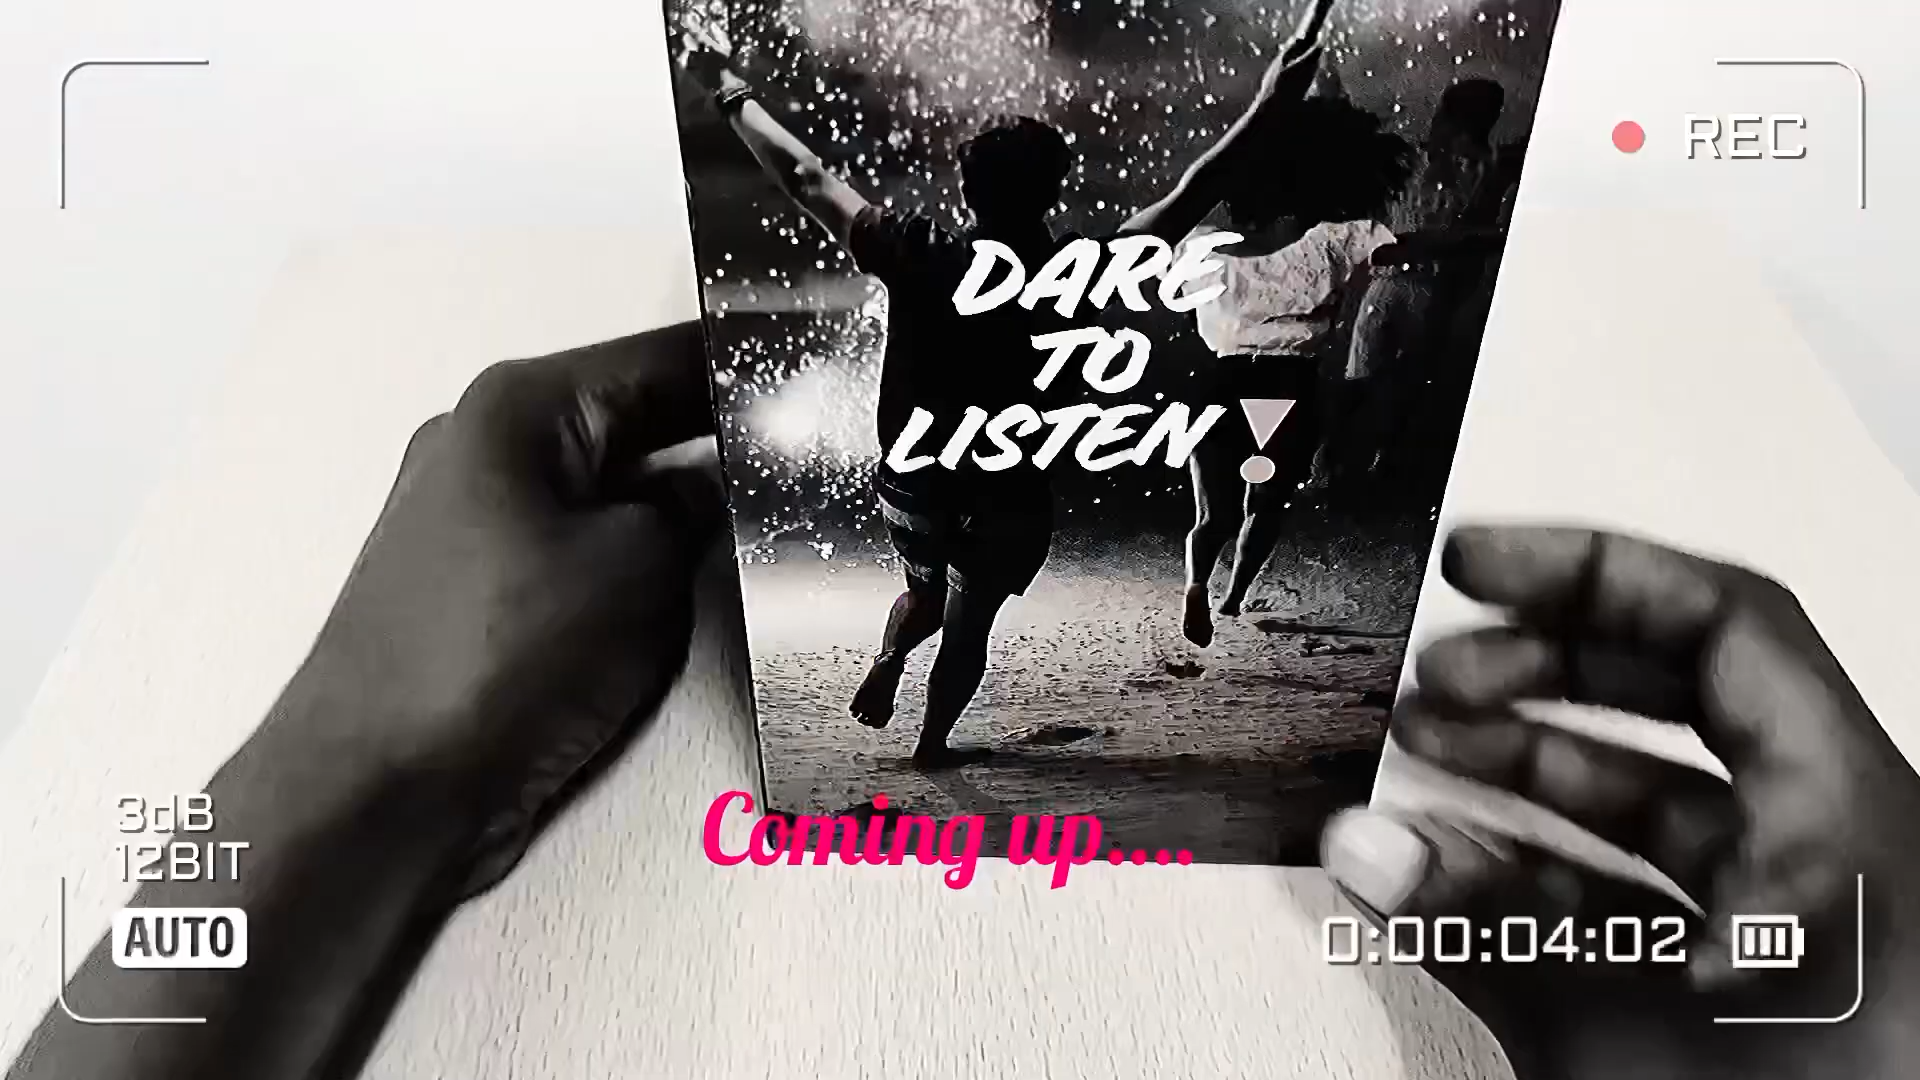 REC
DARE
TO
LISTEN!
Coming up....
3dB
12BIT
AUTO
0:00:04:02